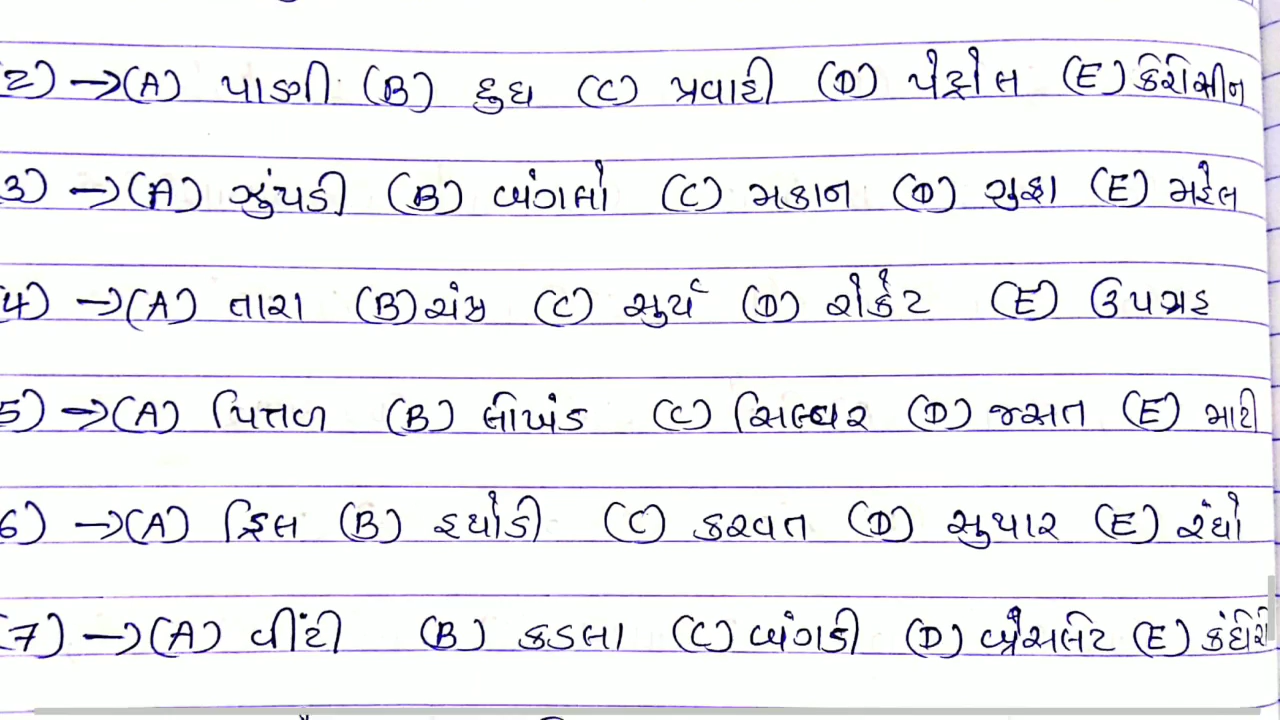 2) → (A) પાણી (B) દુધ (C) પ્રવાહી (D) પેટ્રોલ (E) કેરોસીન
3) → (A) ઝુંપડી (B) બંગલો (C) મકાન (D) ગુફા (E) મહેલ
4) → (A) તારા (B) ચંદ્ર (C) સુર્ય (D) રોકેટ (E) ઉપગ્રહ
5) → (A) પિત્તળ (B) લોખંડ (C) સિલ્વર (D) જસત (E) માટી
6) → (A) ડ્રિલ (B) હથોડી (C) કરવત (D) સુથાર (E) રંધો
7) → (A) વીંટી (B) કડલા (C) બંગડી (D) બ્રેસલેટ (E)